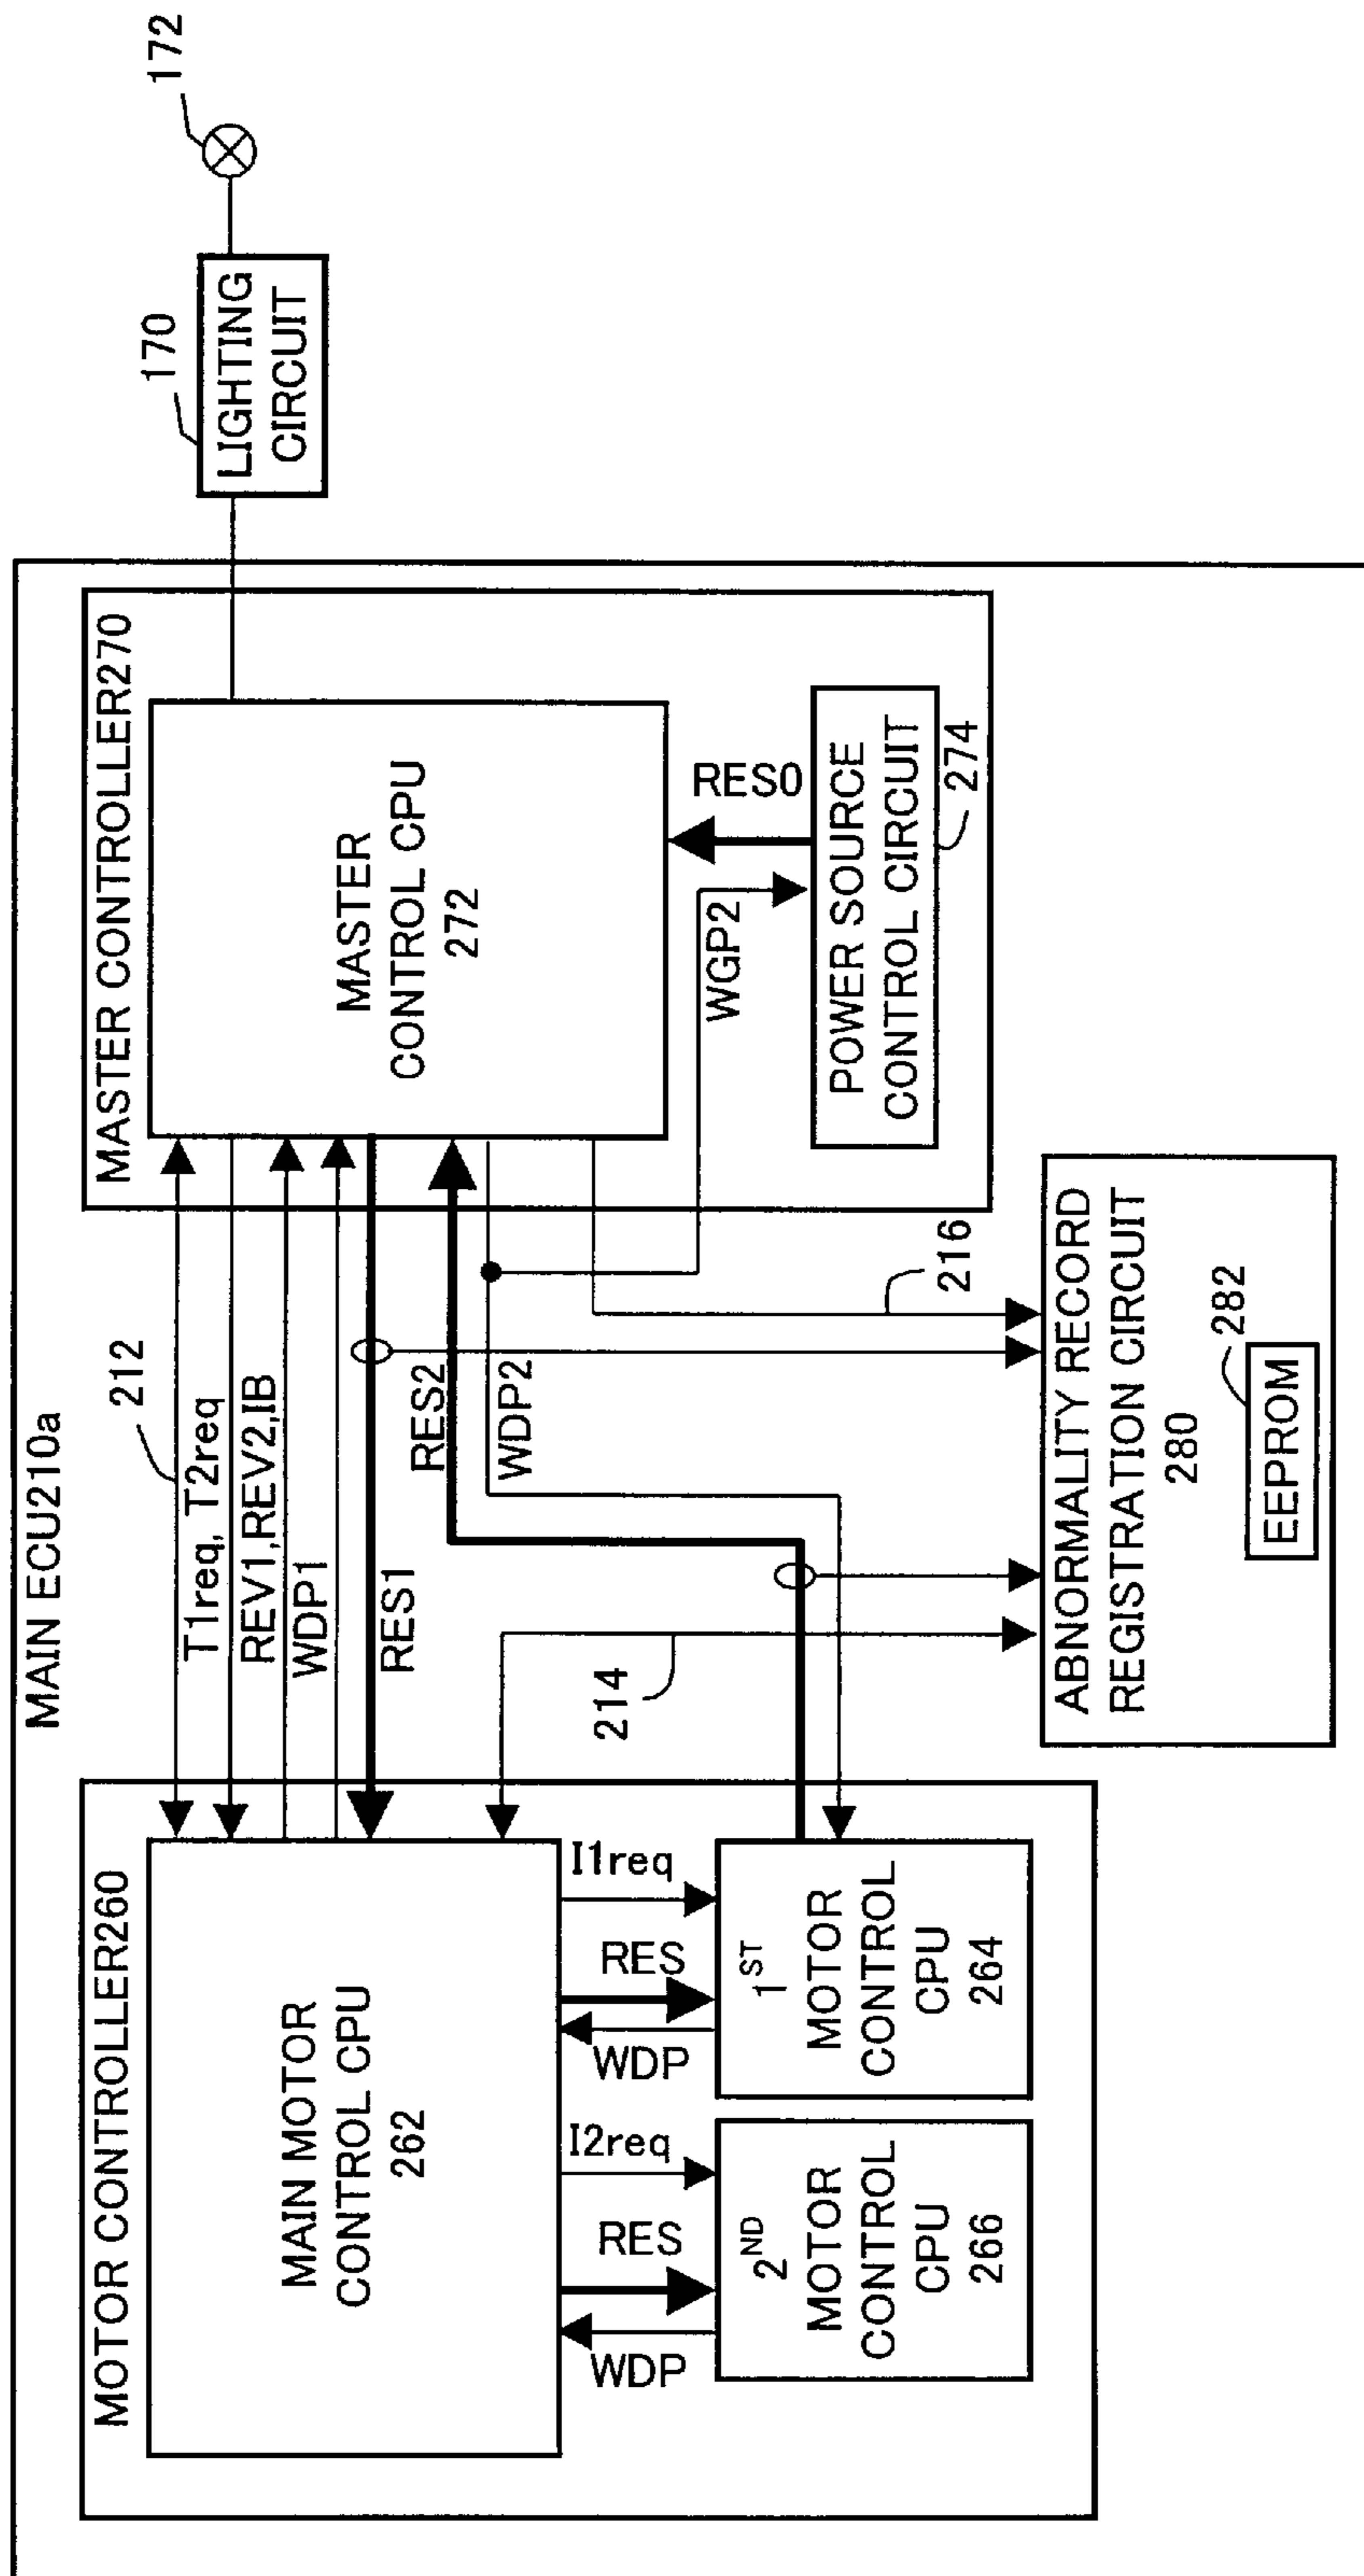 MAIN ECU210a
MOTOR CONTROLLER260
MAIN MOTOR
CONTROL CPU
262
WDP
RES
I2req
WDP
RES
I1req
2ND
MOTOR
CONTROL
CPU
266
1ST
MOTOR
CONTROL
CPU
264
212
T1req, T2req
REV1,REV2,IB
WDP1
RES1
RES2
WDP2
214
216
MASTER CONTROLLER270
MASTER
CONTROL CPU
272
WGP2
RES0
POWER SOURCE
CONTROL CIRCUIT
274
ABNORMALITY RECORD
REGISTRATION CIRCUIT
280
282
EEPROM
170
LIGHTING
CIRCUIT
172